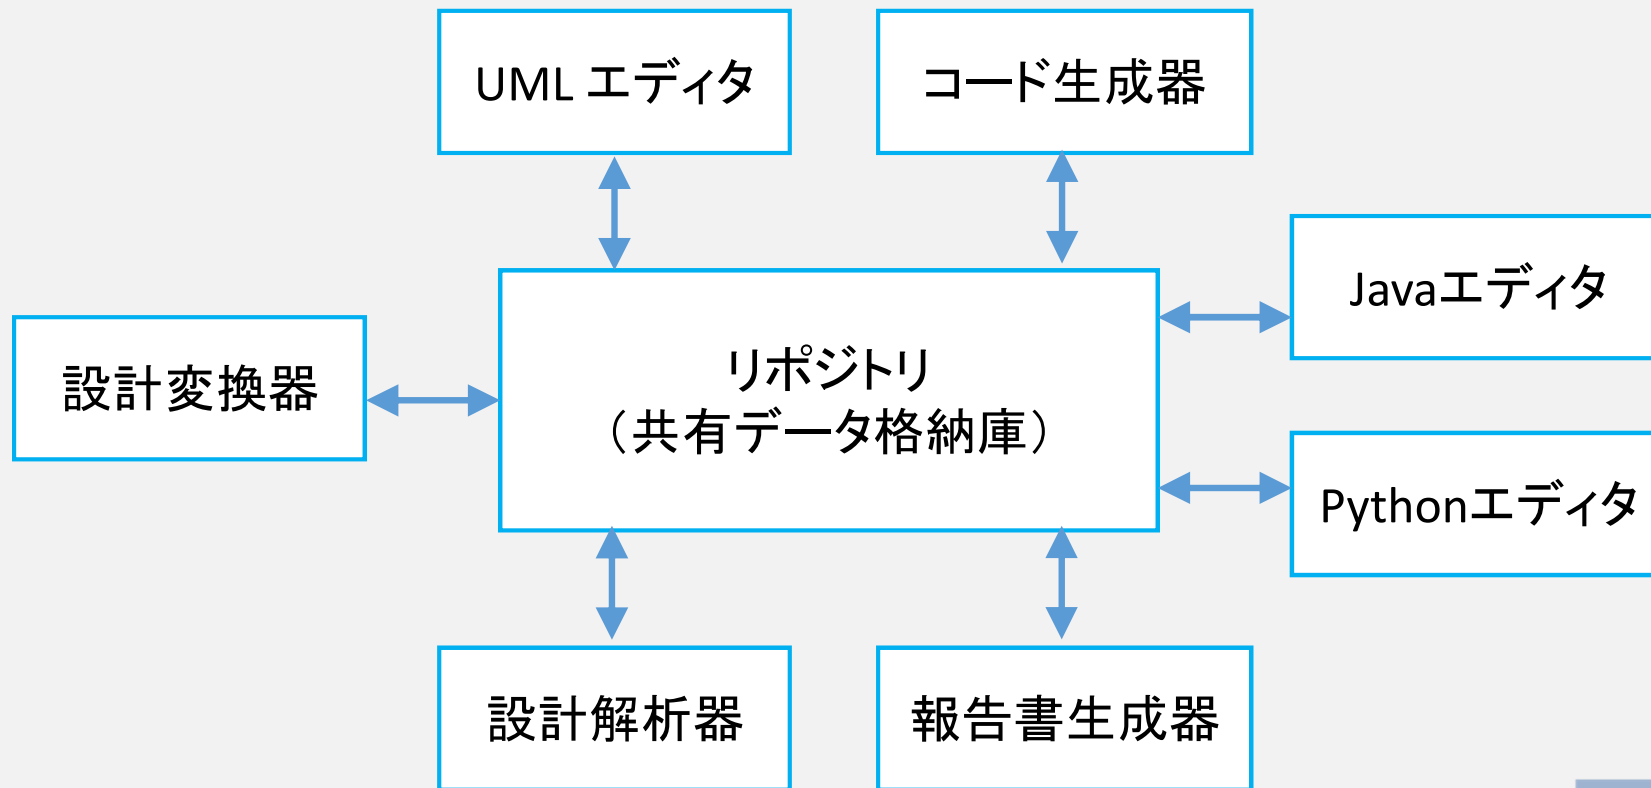 UML エディタ
コード生成器
Javaエディタ
設計変換器
リポジトリ
（共有データ格納庫）
Pythonエディタ
設計解析器
報告書生成器